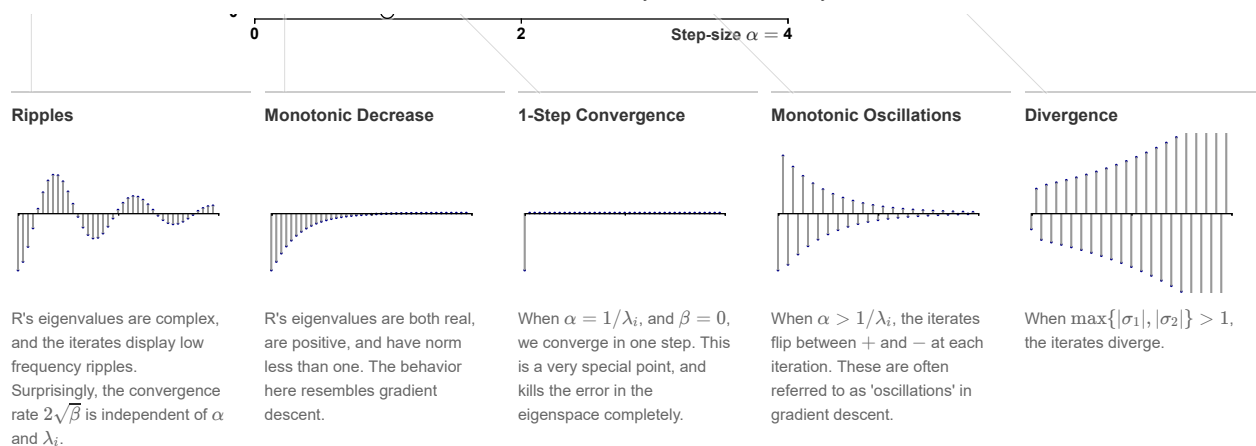 0 2 Step-size α = 4
Ripples
R's eigenvalues are complex,
and the iterates display low
frequency ripples.
Surprisingly, the convergence
rate 2√β is independent of α
and λᵢ.
Monotonic Decrease
R's eigenvalues are both real,
are positive, and have norm
less than one. The behavior
here resembles gradient
descent.
1-Step Convergence
When α = 1/λᵢ, and β = 0,
we converge in one step. This
is a very special point, and
kills the error in the
eigenspace completely.
Monotonic Oscillations
When α > 1/λᵢ, the iterates
flip between + and − at each
iteration. These are often
referred to as 'oscillations' in
gradient descent.
Divergence
When max{|σ₁|, |σ₂|} > 1,
the iterates diverge.